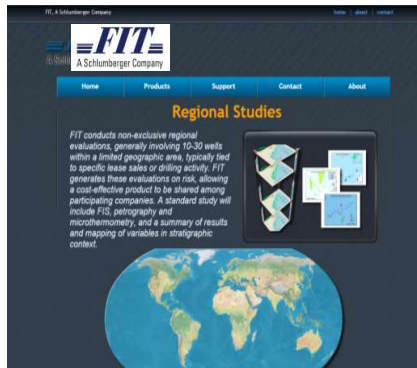 FIT, A Schlumberger Company
home | about | contact
FIT
A Schlumberger Company
Home Products Support Contact About
Regional Studies
FIT conducts non-exclusive regional
evaluations, generally involving 10-30 wells
within a limited geographic area, typically tied
to specific lease sales or drilling activity. FIT
generates these evaluations on risk, allowing
a cost-effective product to be shared among
participating companies. A standard study will
include FIS, petrography and
microthermometry, and a summary of results
and mapping of variables in stratigraphic
context.